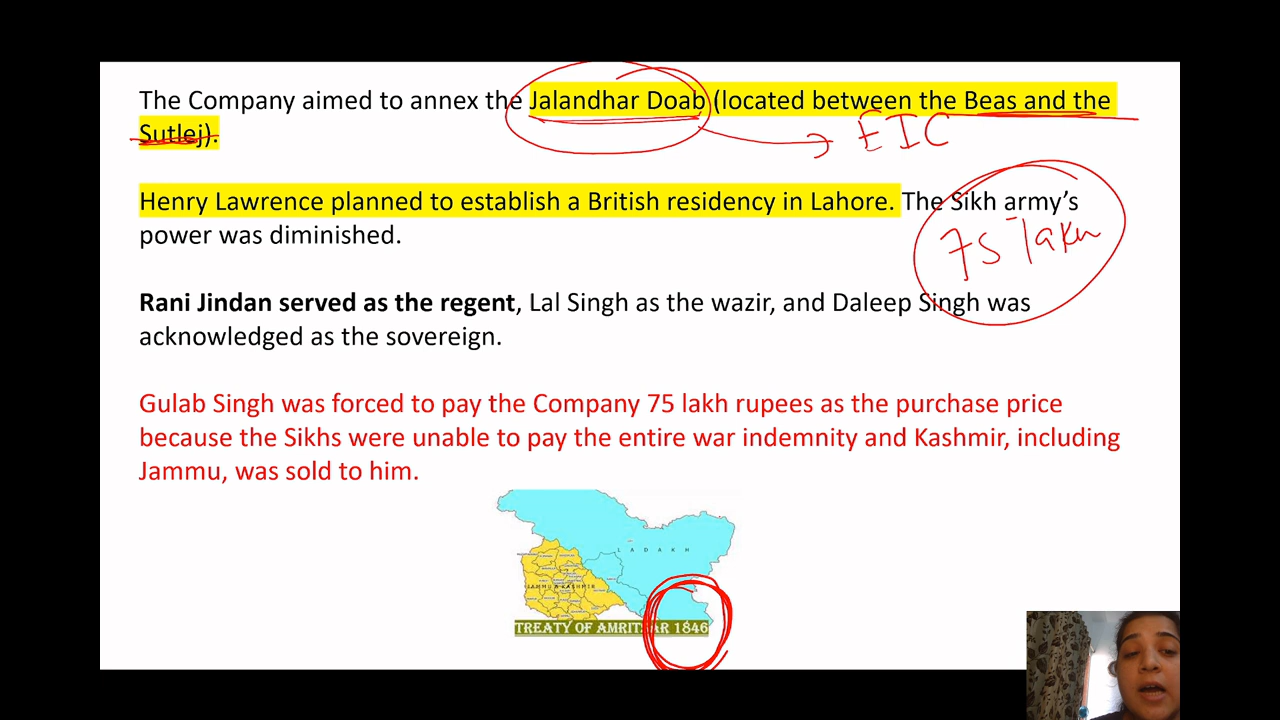 The Company aimed to annex the Jalandhar Doab (located between the Beas and the
Sutlej).
EIC
Henry Lawrence planned to establish a British residency in Lahore. The Sikh army's
power was diminished.
75 lakh
Rani Jindan served as the regent, Lal Singh as the wazir, and Daleep Singh was
acknowledged as the sovereign.
Gulab Singh was forced to pay the Company 75 lakh rupees as the purchase price
because the Sikhs were unable to pay the entire war indemnity and Kashmir, including
Jammu, was sold to him.
LADAKH
JAMMU & KASHMIR
TREATY OF AMRITSAR 1846